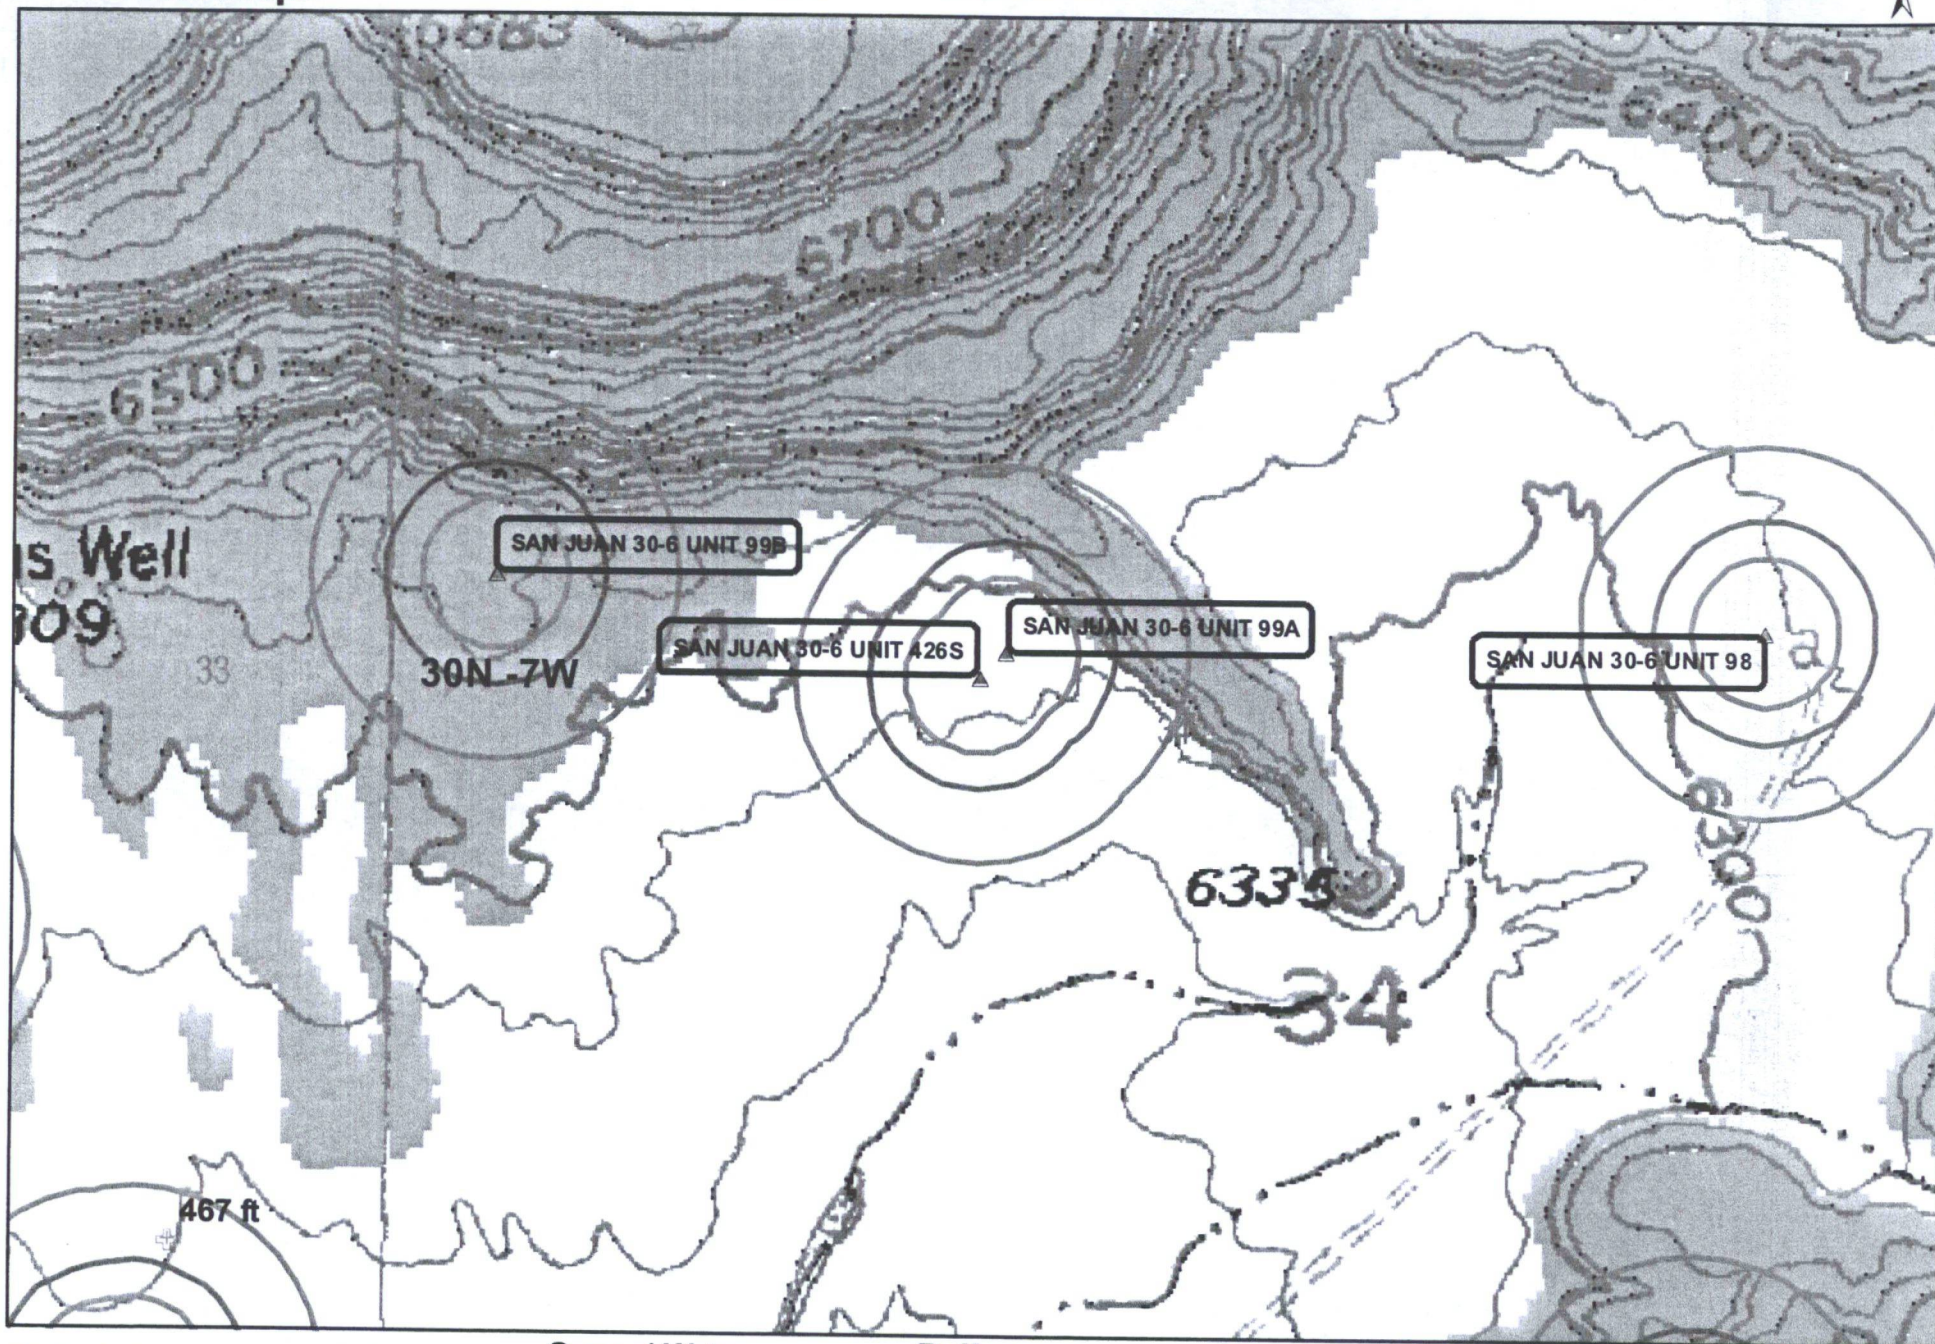 27
6400
6700
6500
SAN JUAN 30-6 UNIT 99B
SAN JUAN 30-6 UNIT 99A
SAN JUAN 30-6 UNIT 426S
SAN JUAN 30-6 UNIT 98
Well
33
30N -7W
6300
6335
34
467 ft